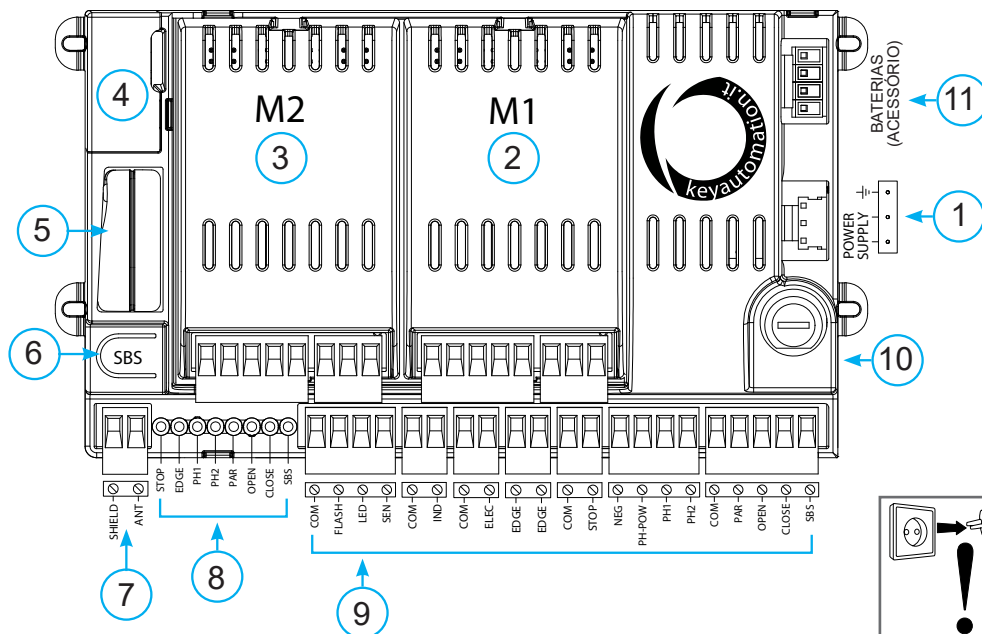 4
M2
3
M1
2
keyautomation.it
BATERIAS
(ACESSÓRIO)
11
POWER
SUPPLY
1
5
6
SBS
10
STOP
EDGE
PH1
PH2
PAR
OPEN
CLOSE
SBS
SHIELD
ANT
COM
FLASH
LED
SEN
COM
IND
COM
ELEC
EDGE
EDGE
COM
STOP
NEG
PH-POW
PH1
PH2
COM
PAR
OPEN
CLOSE
SBS
7
8
9
!